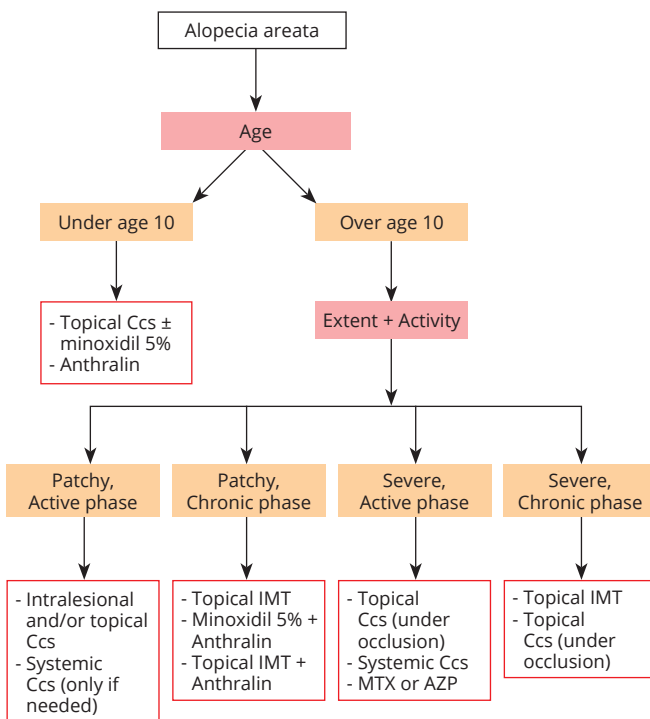 Alopecia areata
Age
Under age 10
Over age 10
- Topical Ccs ±
minoxidil 5%
- Anthralin
Extent + Activity
Patchy,
Active phase
Patchy,
Chronic phase
Severe,
Active phase
Severe,
Chronic phase
- Intralesional
and/or topical
Ccs
- Systemic
Ccs (only if
needed)
- Topical IMT
- Minoxidil 5% +
Anthralin
- Topical IMT +
Anthralin
- Topical
Ccs (under
occlusion)
- Systemic Ccs
- MTX or AZP
- Topical IMT
- Topical
Ccs (under
occlusion)